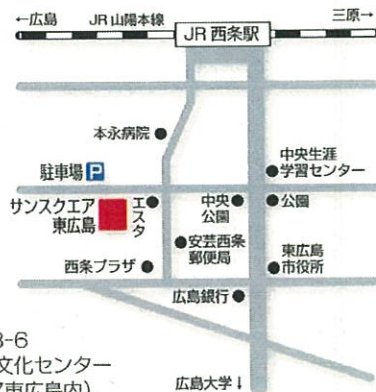 ←広島
JR山陽本線
三原→
JR西条駅
本永病院
中央生涯
学習センター
駐車場 P
サンスクエア
東広島
エスタ
中央
公園
公園
安芸西条
郵便局
東広島
市役所
西条プラザ
広島銀行
3-6
文化センター
東広島内)
広島大学↓